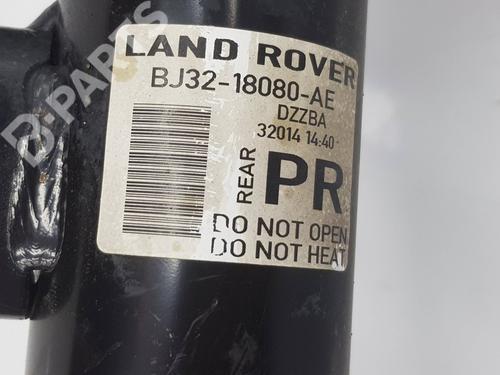 LAND ROVER
BJ32-18080-AE
DZZBA
32014 14:40
REAR
PR
DO NOT OPEN
DO NOT HEAT
B-PARTS